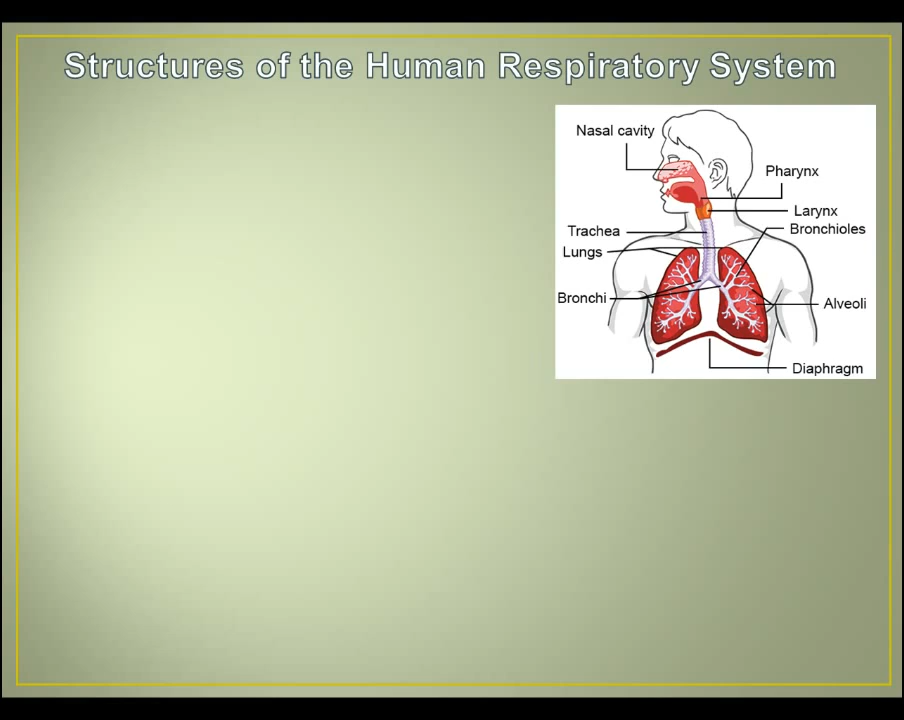 Structures of the Human Respiratory System
Nasal cavity
Pharynx
Larynx
Trachea
Bronchioles
Lungs
Bronchi
Alveoli
Diaphragm